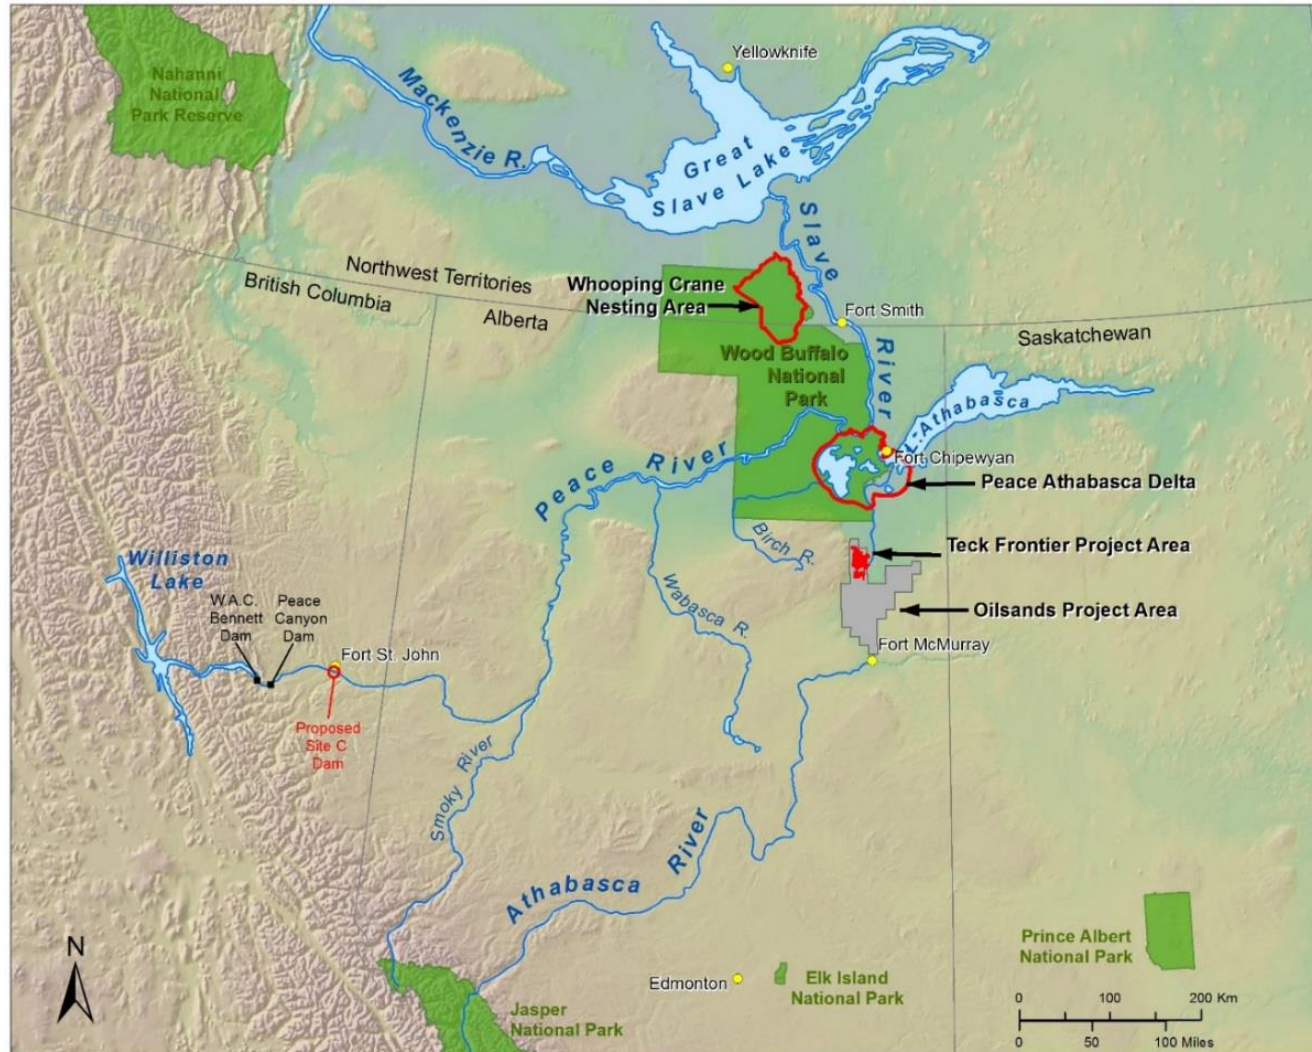 Nahanni
National
Park Reserve
Mackenzie R.
Yellowknife
Great
Slave Lake
Slave
River
Yukon Territory
Northwest Territories
British Columbia
Alberta
Saskatchewan
Whooping Crane
Nesting Area
Fort Smith
Wood Buffalo
National
Park
L. Athabasca
Fort Chipewyan
Peace Athabasca Delta
Peace River
Birch R.
Teck Frontier Project Area
Wabasca R.
Oilsands Project Area
Fort McMurray
Williston
Lake
W.A.C.
Bennett
Dam
Peace
Canyon
Dam
Fort St. John
Proposed
Site C
Dam
Smoky River
Athabasca River
N
Edmonton
Elk Island
National Park
Jasper
National Park
Prince Albert
National Park
0 100 200 Km
0 50 100 Miles